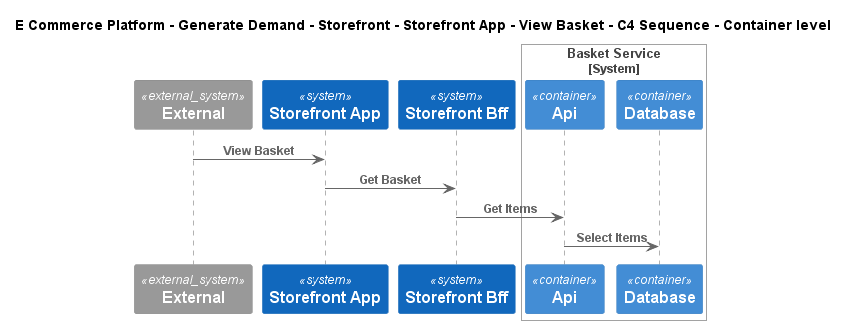 E Commerce Platform - Generate Demand - Storefront - Storefront App - View Basket - C4 Sequence - Container level
Basket Service
[System]
«external_system»
External
«system»
Storefront App
«system»
Storefront Bff
«container»
Api
«container»
Database
View Basket
Get Basket
Get Items
Select Items
«external_system»
External
«system»
Storefront App
«system»
Storefront Bff
«container»
Api
«container»
Database